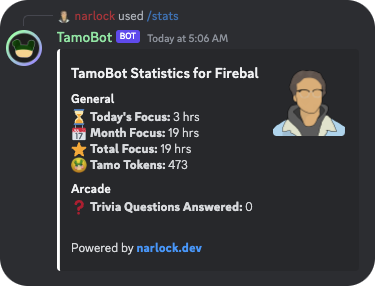 narlock used /stats
TamoBot BOT Today at 5:06 AM
TamoBot Statistics for Firebal
General
Today's Focus: 3 hrs
17 Month Focus: 19 hrs
Total Focus: 19 hrs
Tamo Tokens: 473
Arcade
❓ Trivia Questions Answered: 0
Powered by narlock.dev